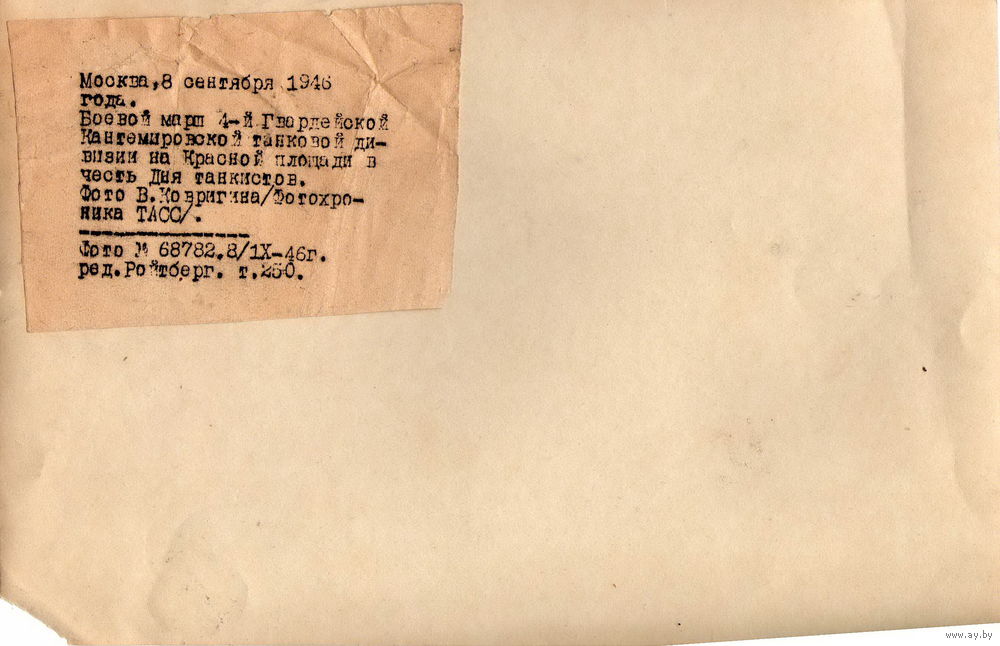 Москва,8 сентября 1946
года.
Боевой марш 4-й Гвардейской
Кантемировской танковой ди-
визии на Красной площади в
честь Дня танкистов.
Фото В.Ковригина/Фотохро-
ника ТАСС/.
Фото № 68782.8/IX-46г.
ред.Ройтберг. т.250.
www.ay.by